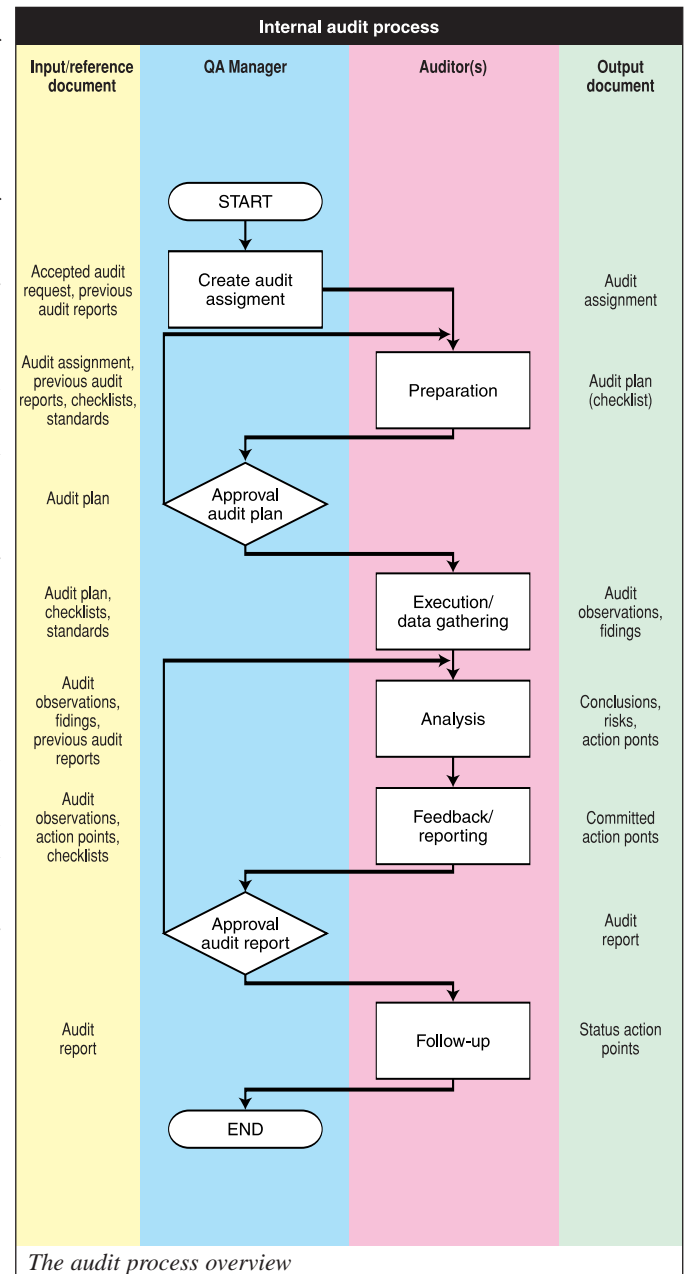 Internal audit process
Input/reference
document
QA Manager
Auditor(s)
Output
document
START
Accepted audit
request, previous
audit reports
Create audit
assigment
Audit
assignment
Audit assignment,
previous audit
reports, checklists,
standards
Preparation
Audit plan
(checklist)
Audit plan
Approval
audit plan
Audit plan,
checklists,
standards
Execution/
data gathering
Audit
observations,
fidings
Audit
observations,
fidings,
previous audit
reports
Analysis
Conclusions,
risks,
action ponts
Audit
observations,
action points,
checklists
Feedback/
reporting
Committed
action ponts
Approval
audit report
Audit
report
Audit
report
Follow-up
Status action
points
END
The audit process overview